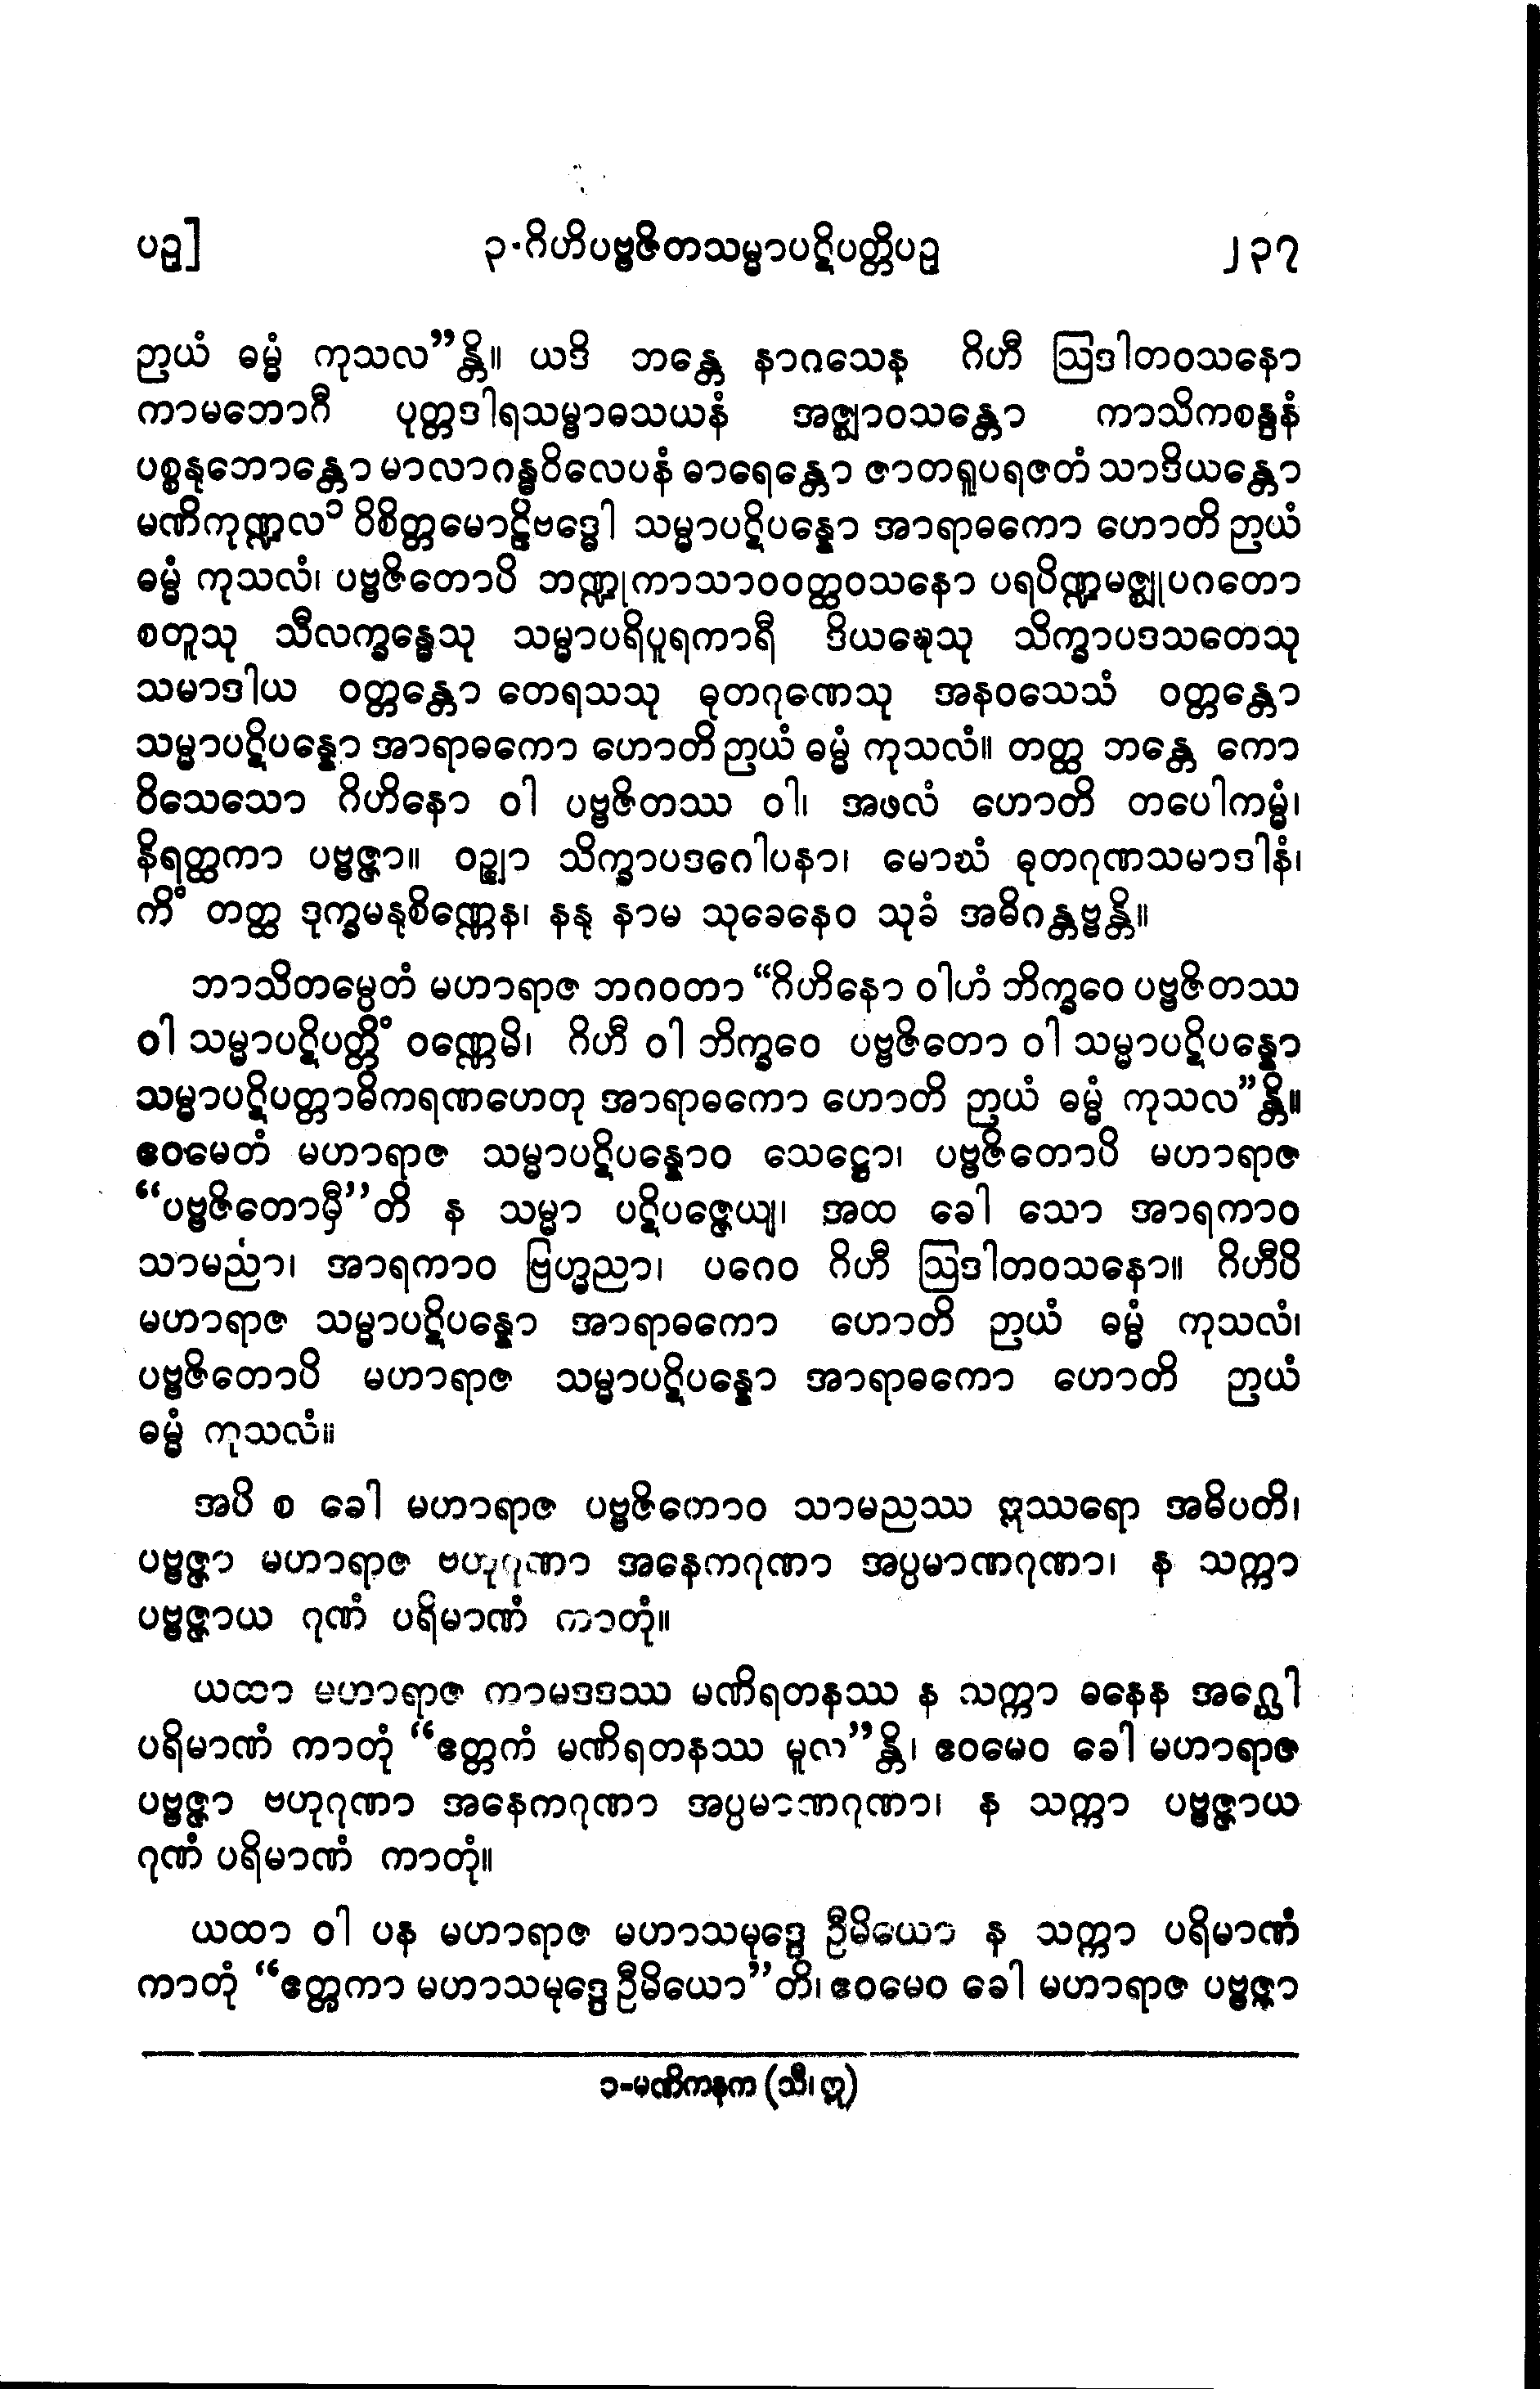 ပဉှ]
၃-ဂိဟိပဗ္ဗဇိတသမ္မာပဋိပတ္တိပဉှ
၂၃၇
ဉာယံ ဓမ္မံ ကုသလ”န္တိ။ ယဒိ ဘန္တေ နာဂသေန ဂိဟီ ဩဒါတဝသနော
ကာမဘောဂီ ပုတ္တဒါရသမ္ဗာဓသယနံ အဇ္ဈာဝသန္တော ကာသိကစန္ဒနံ
ပစ္စနုဘောန္တော မာလာဂန္ဓဝိလေပနံ ဓာရေန္တော ဇာတရူပရဇတံ သာဒိယန္တော
မဏိကုဏ္ဍလ၁ ဝိစိတ္တမောဠိဗဒ္ဓေါ သမ္မာပဋိပန္နော အာရာဓကော ဟောတိ ဉာယံ
ဓမ္မံ ကုသလံ၊ ပဗ္ဗဇိတောပိ ဘဏ္ဍုကာသာဝဝတ္ထဝသနော ပရပိဏ္ဍမဇ္ဈုပဂတော
စတူသု သီလက္ခန္ဓေသု သမ္မာပရိပူရကာရီ ဒိယဍ္ဎေသု သိက္ခာပဒသတေသု
သမာဒါယ ဝတ္တန္တော တေရသသု ဓုတဂုဏေသု အနဝသေသံ ဝတ္တန္တော
သမ္မာပဋိပန္နော အာရာဓကော ဟောတိ ဉာယံ ဓမ္မံ ကုသလံ။ တတ္ထ ဘန္တေ ကော
ဝိသေသော ဂိဟိနော ဝါ ပဗ္ဗဇိတဿ ဝါ၊ အဖလံ ဟောတိ တပေါကမ္မံ၊
နိရတ္ထကာ ပဗ္ဗဇ္ဇာ။ ဝဉ္ဈာ သိက္ခာပဒဂေါပနာ၊ မောဃံ ဓုတဂုဏသမာဒါနံ၊
ကိံ တတ္ထ ဒုက္ခမနုစိဏ္ဏေန၊ နနု နာမ သုခေနေဝ သုခံ အဓိဂန္တဗ္ဗန္တိ။
ဘာသိတမ္ပေတံ မဟာရာဇ ဘဂဝတာ “ဂိဟိနော ဝါဟံ ဘိက္ခဝေ ပဗ္ဗဇိတဿ
ဝါ သမ္မာပဋိပတ္တိံ ဝဏ္ဏေမိ၊ ဂိဟီ ဝါ ဘိက္ခဝေ ပဗ္ဗဇိတော ဝါ သမ္မာပဋိပန္နော
သမ္မာပဋိပတ္တာဓိကရဏဟေတု အာရာဓကော ဟောတိ ဉာယံ ဓမ္မံ ကုသလ”န္တိ။
ဧဝမေတံ မဟာရာဇ သမ္မာပဋိပန္နောဝ သေဋ္ဌော၊ ပဗ္ဗဇိတောပိ မဟာရာဇ
“ပဗ္ဗဇိတောမှီ”တိ န သမ္မာ ပဋိပဇ္ဇေယျ၊ အထ ခေါ သော အာရကာဝ
သာမညာ၊ အာရကာဝ ဗြဟ္မညာ၊ ပဂေဝ ဂိဟီ ဩဒါတဝသနော။ ဂိဟီပိ
မဟာရာဇ သမ္မာပဋိပန္နော အာရာဓကော ဟောတိ ဉာယံ ဓမ္မံ ကုသလံ၊
ပဗ္ဗဇိတောပိ မဟာရာဇ သမ္မာပဋိပန္နော အာရာဓကော ဟောတိ ဉာယံ
ဓမ္မံ ကုသလံ။
အပိ စ ခေါ မဟာရာဇ ပဗ္ဗဇိတောဝ သာမညဿ ဣဿရော အဓိပတိ၊
ပဗ္ဗဇ္ဇာ မဟာရာဇ ဗဟုဂုဏာ အနေကဂုဏာ အပ္ပမာဏဂုဏာ၊ န သက္ကာ
ပဗ္ဗဇ္ဇာယ ဂုဏံ ပရိမာဏံ ကာတုံ။
ယထာ မဟာရာဇ ကာမဒဒဿ မဏိရတနဿ န သက္ကာ ဓနေန အဂ္ဃေါ
ပရိမာဏံ ကာတုံ “ဧတ္တကံ မဏိရတနဿ မူလ”န္တိ၊ ဧဝမေဝ ခေါ မဟာရာဇ
ပဗ္ဗဇ္ဇာ ဗဟုဂုဏာ အနေကဂုဏာ အပ္ပမာဏဂုဏာ၊ န သက္ကာ ပဗ္ဗဇ္ဇာယ
ဂုဏံ ပရိမာဏံ ကာတုံ။
ယထာ ဝါ ပန မဟာရာဇ မဟာသမုဒ္ဒေ ဦမိယော န သက္ကာ ပရိမာဏံ
ကာတုံ “ဧတ္တကာ မဟာသမုဒ္ဒေ ဦမိယော”တိ၊ ဧဝမေဝ ခေါ မဟာရာဇ ပဗ္ဗဇ္ဇာ
၁-မဏိကနက (သီ၊ ဣ)